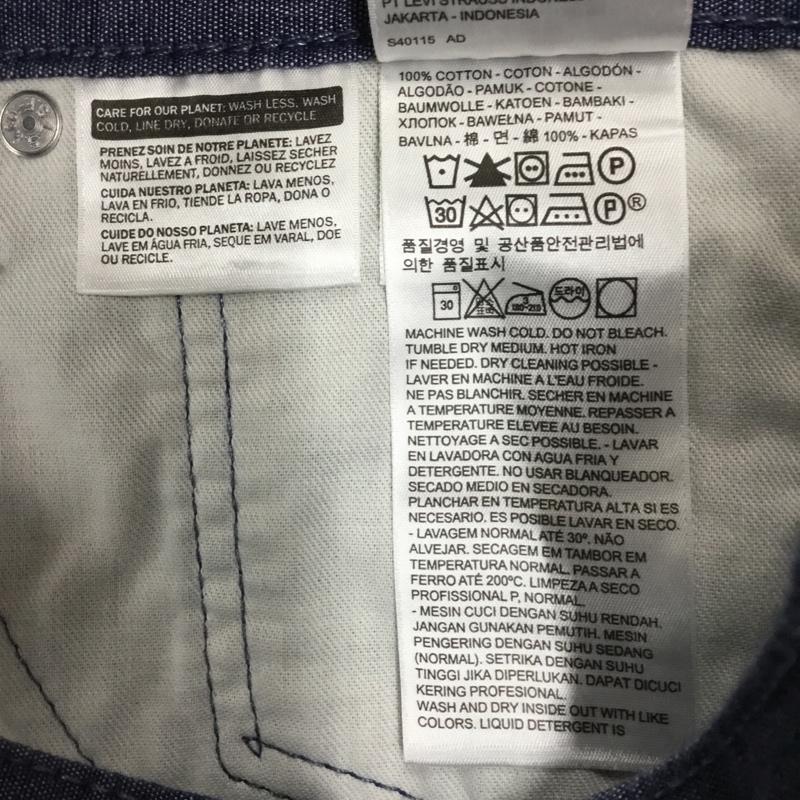 CARE FOR OUR PLANET: WASH LESS, WASH
COLD, LINE DRY, DONATE OR RECYCLE
PRENEZ SOIN DE NOTRE PLANETE: LAVEZ
MOINS, LAVEZ A FROID, LAISSEZ SECHER
NATURELLEMENT, DONNEZ OU RECYCLEZ
CUIDA NUESTRO PLANETA: LAVA MENOS,
LAVA EN FRIO, TIENDE LA ROPA, DONA O
RECICLA.
CUIDE DO NOSSO PLANETA: LAVE MENOS,
LAVE EM ÁGUA FRIA, SEQUE EM VARAL, DOE
OU RECICLE.
PT LEVI STRAUSS
JAKARTA - INDONESIA
S40115 AD
100% COTTON - COTON - ALGODÓN -
ALGODÃO - PAMUK - COTONE -
BAUMWOLLE - KATOEN - BAMBAKI -
ХЛОПОК - BAWEŁNA - PAMUT -
BAVLNA - 棉 - 면 - 綿 100% - KAPAS
P
30 P ®
품질경영 및 공산품안전관리법에
의한 품질표시
30 3 180~210 드라이
MACHINE WASH COLD. DO NOT BLEACH.
TUMBLE DRY MEDIUM. HOT IRON
IF NEEDED. DRY CLEANING POSSIBLE -
LAVER EN MACHINE A L'EAU FROIDE.
NE PAS BLANCHIR. SECHER EN MACHINE
A TEMPERATURE MOYENNE. REPASSER A
TEMPERATURE ELEVEE AU BESOIN.
NETTOYAGE A SEC POSSIBLE. - LAVAR
EN LAVADORA CON AGUA FRIA Y
DETERGENTE. NO USAR BLANQUEADOR.
SECADO MEDIO EN SECADORA.
PLANCHAR EN TEMPERATURA ALTA SI ES
NECESARIO. ES POSIBLE LAVAR EN SECO.
- LAVAGEM NORMAL ATÉ 30º. NÃO
ALVEJAR. SECAGEM EM TAMBOR EM
TEMPERATURA NORMAL. PASSAR A
FERRO ATÉ 200ºC. LIMPEZA A SECO
PROFISSIONAL P, NORMAL.
- MESIN CUCI DENGAN SUHU RENDAH.
JANGAN GUNAKAN PEMUTIH. MESIN
PENGERING DENGAN SUHU SEDANG
(NORMAL). SETRIKA DENGAN SUHU
TINGGI JIKA DIPERLUKAN. DAPAT DICUCI
KERING PROFESIONAL.
WASH AND DRY INSIDE OUT WITH LIKE
COLORS. LIQUID DETERGENT IS